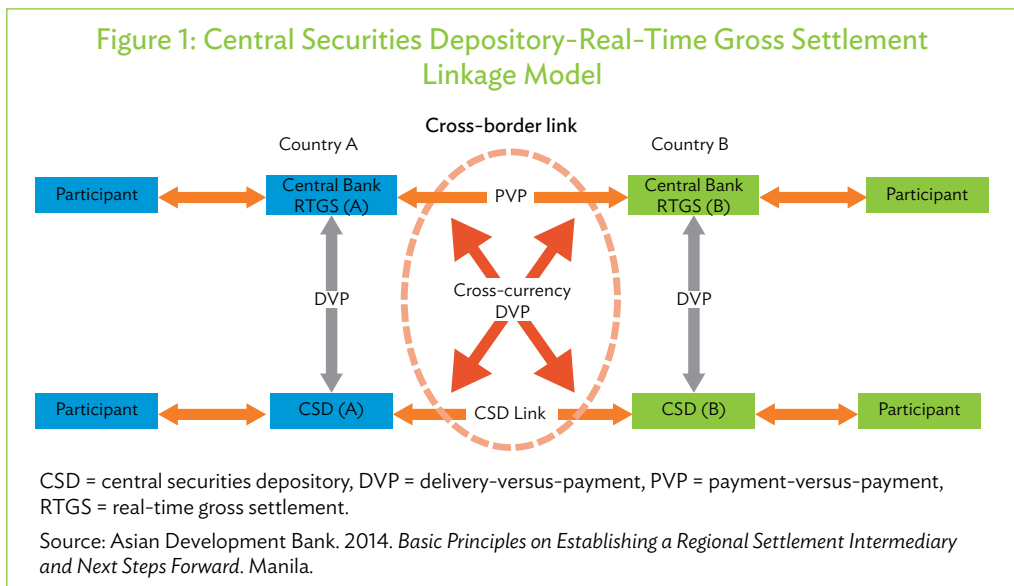 Figure 1: Central Securities Depository-Real-Time Gross Settlement
Linkage Model
Cross-border link
Country A
Country B
Participant
Central Bank
RTGS (A)
PVP
Central Bank
RTGS (B)
Participant
DVP
Cross-currency
DVP
DVP
Participant
CSD (A)
CSD Link
CSD (B)
Participant
CSD = central securities depository, DVP = delivery-versus-payment, PVP = payment-versus-payment,
RTGS = real-time gross settlement.
Source: Asian Development Bank. 2014. Basic Principles on Establishing a Regional Settlement Intermediary
and Next Steps Forward. Manila.